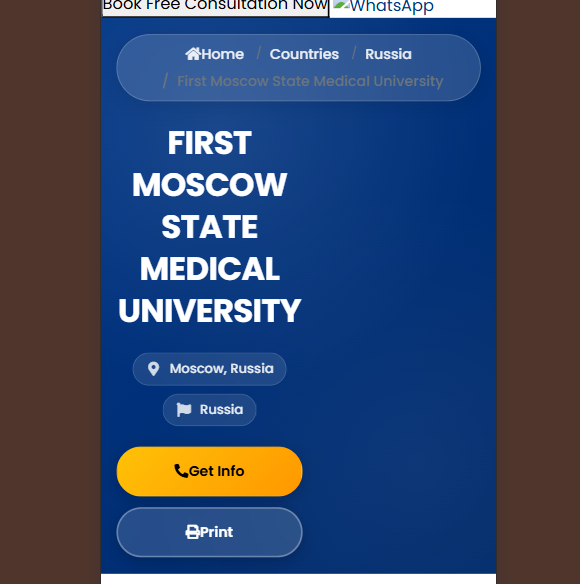 Book Free Consultation Now WhatsApp
Home / Countries / Russia
/ First Moscow State Medical University
FIRST
MOSCOW
STATE
MEDICAL
UNIVERSITY
Moscow, Russia
Russia
Get Info
Print